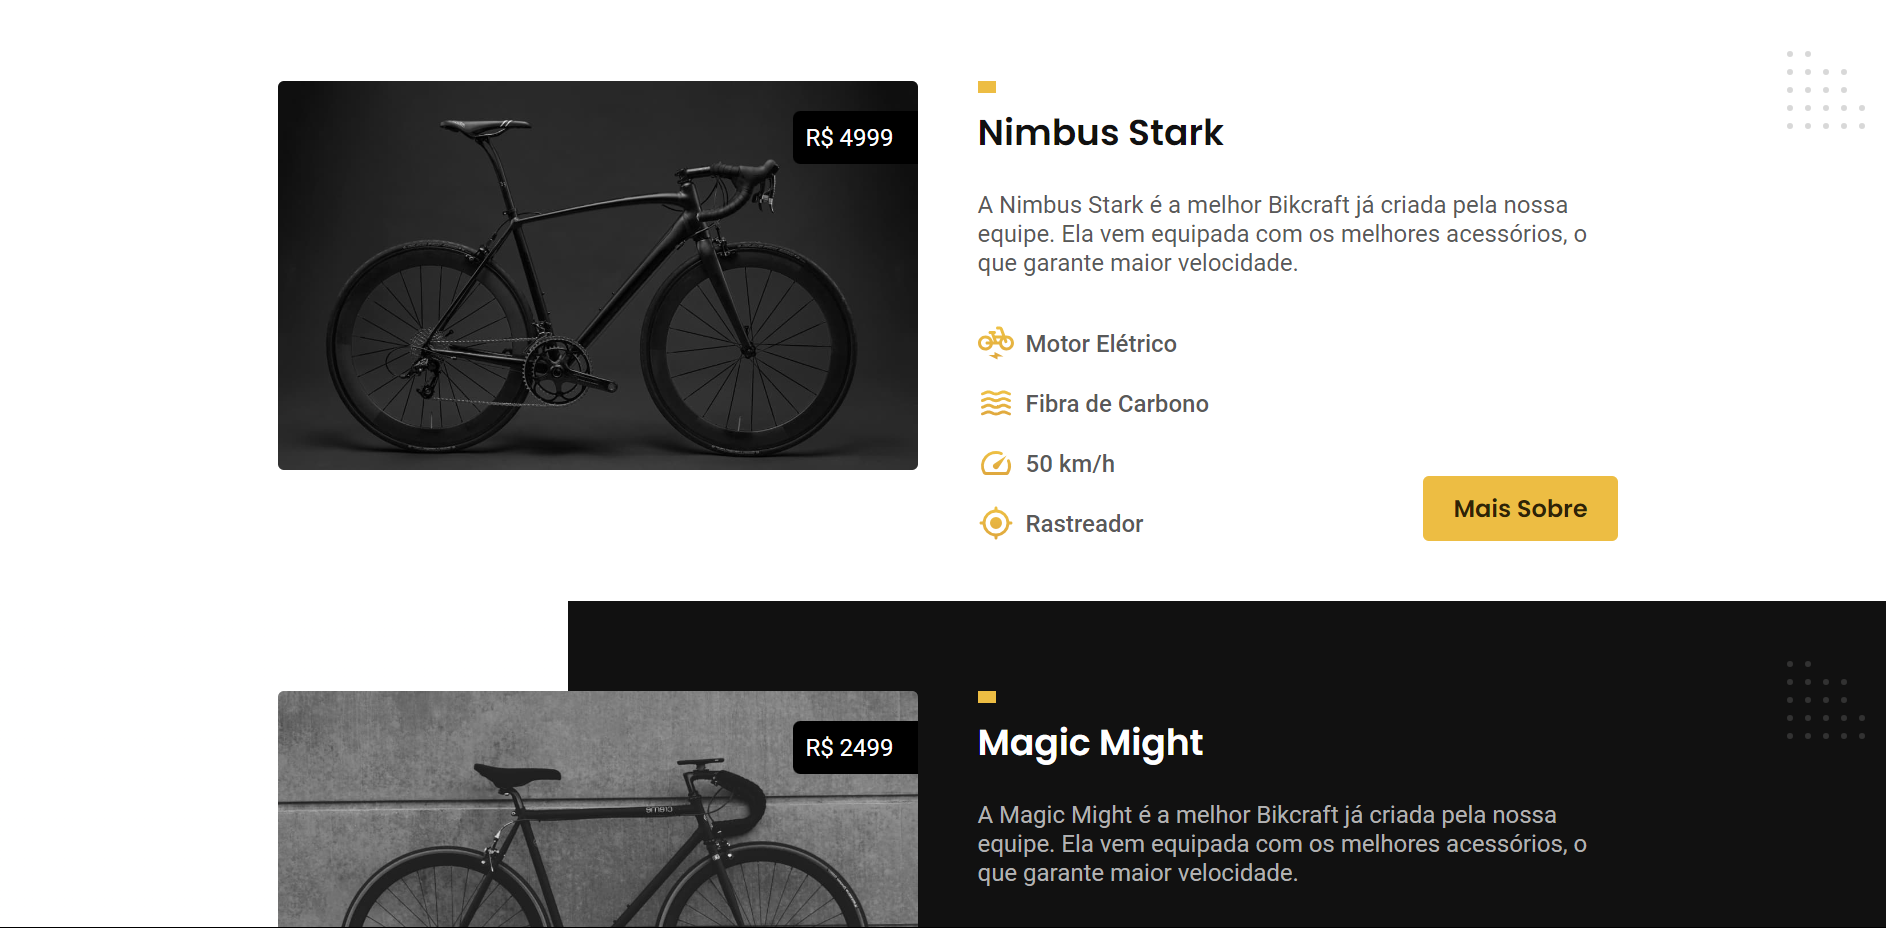 R$ 4999
Nimbus Stark
A Nimbus Stark é a melhor Bikcraft já criada pela nossa
equipe. Ela vem equipada com os melhores acessórios, o
que garante maior velocidade.
Motor Elétrico
Fibra de Carbono
50 km/h
Rastreador
Mais Sobre
R$ 2499
Magic Might
A Magic Might é a melhor Bikcraft já criada pela nossa
equipe. Ela vem equipada com os melhores acessórios, o
que garante maior velocidade.